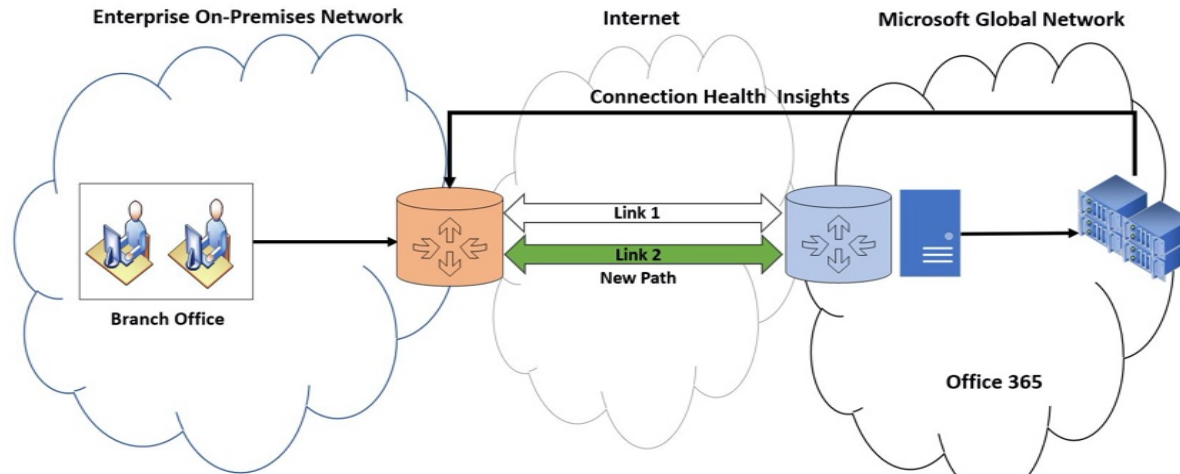 Enterprise On-Premises Network
Internet
Microsoft Global Network
Connection Health Insights
Link 1
Link 2
New Path
Branch Office
Office 365